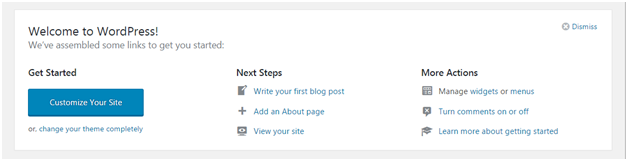 Welcome to WordPress!
Dismiss
We've assembled some links to get you started:
Get Started
Customize Your Site
or, change your theme completely
Next Steps
Write your first blog post
Add an About page
View your site
More Actions
Manage widgets or menus
Turn comments on or off
Learn more about getting started